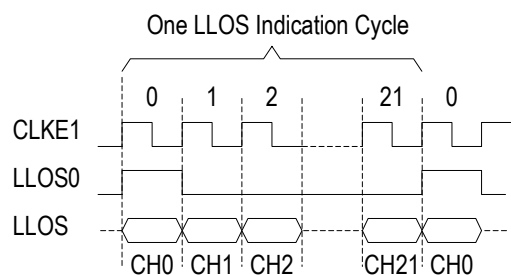 One LLOS Indication Cycle
0 1 2 21 0
CLKE1
LLOS0
LLOS
CH0 CH1 CH2 CH21 CH0